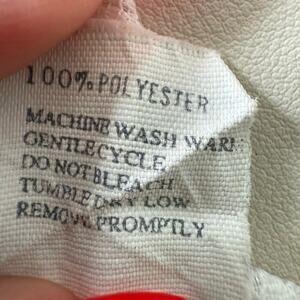 100% POLYESTER
MACHINE WASH WARM
GENTLE CYCLE
DO NOT BLEACH
TUMBLE DRY LOW
REMOVE PROMPTLY